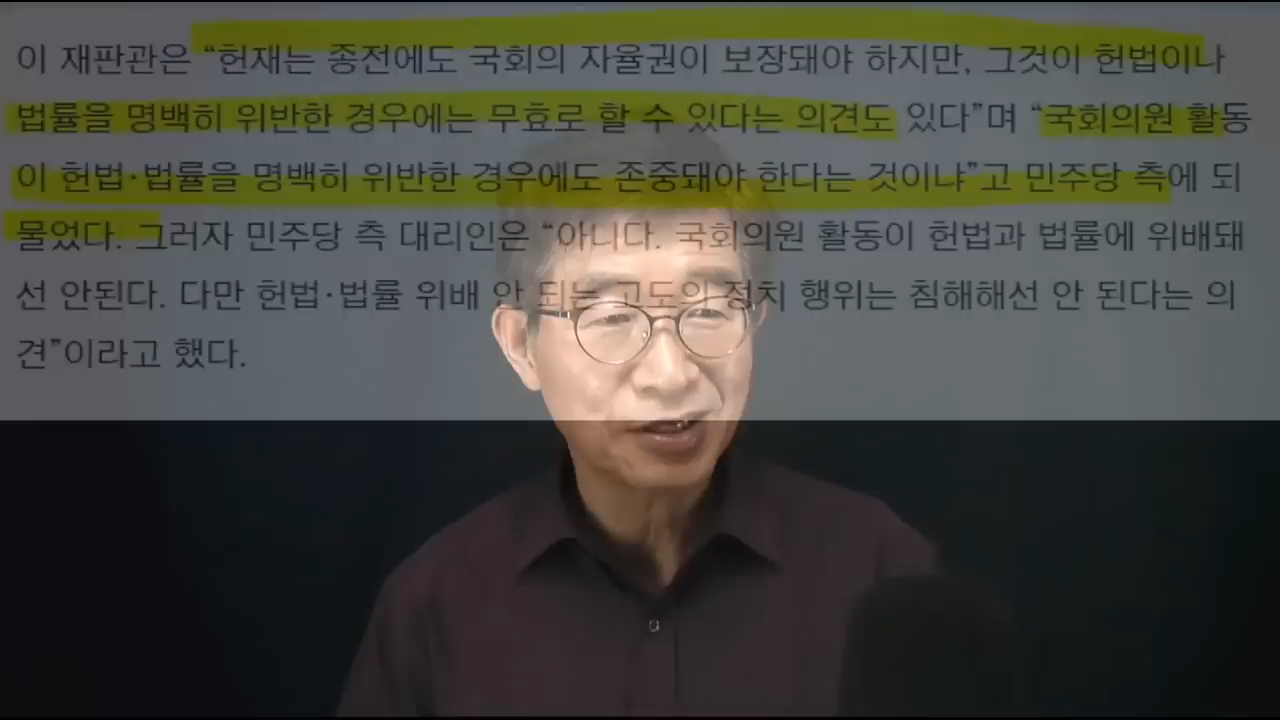 이 재판관은 “헌재는 종전에도 국회의 자율권이 보장돼야 하지만, 그것이 헌법이나
법률을 명백히 위반한 경우에는 무효로 할 수 있다는 의견도 있다”며 “국회의원 활동
이 헌법·법률을 명백히 위반한 경우에도 존중돼야 한다는 것이냐”고 민주당 측에 되
물었다. 그러자 민주당 측 대리인은 “아니다. 국회의원 활동이 헌법과 법률에 위배돼
선 안된다. 다만 헌법·법률 위배 안 되는 고도의 정치 행위는 침해해선 안 된다는 의
견”이라고 했다.